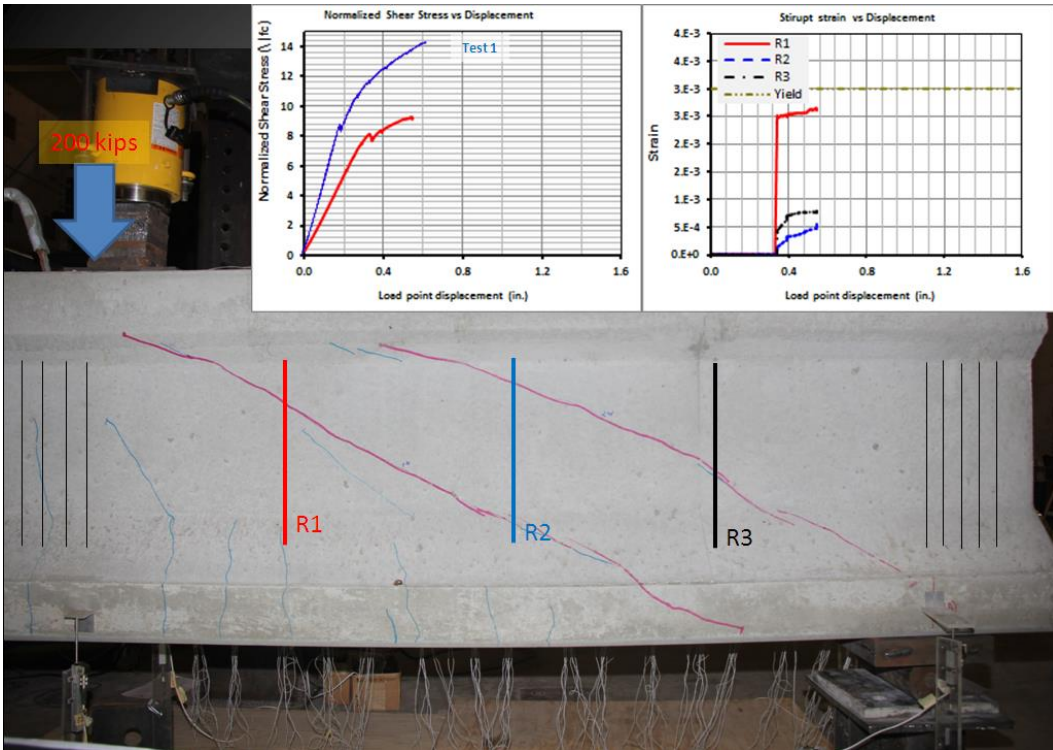 200 kips
Normalized Shear Stress vs Displacement
Normalized Shear Stress (\|fc)
14
12
10
8
6
4
2
0
Test 1
0.0 0.4 0.8 1.2 1.6
Load point displacement (in.)
Stirupt strain vs Displacement
Strain
4.E-3
3.E-3
3.E-3
3.E-3
2.E-3
2.E-3
1.E-3
5.E-4
0.E+0
R1
R2
R3
Yield
0.0 0.4 0.8 1.2 1.6
Load point displacement (in.)
R1
R2
R3